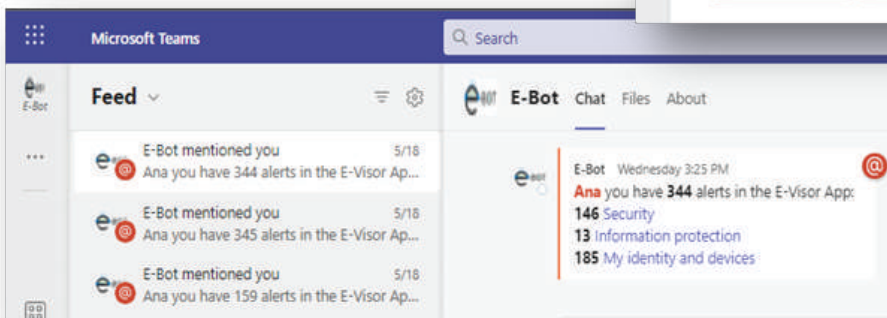 Microsoft Teams
Search
E-Bot
Feed
E-Bot mentioned you 5/18
Ana you have 344 alerts in the E-Visor Ap...
E-Bot mentioned you 5/18
Ana you have 345 alerts in the E-Visor Ap...
E-Bot mentioned you 5/18
Ana you have 159 alerts in the E-Visor Ap...
E-Bot Chat Files About
E-Bot Wednesday 3:25 PM
Ana you have 344 alerts in the E-Visor App:
146 Security
13 Information protection
185 My identity and devices